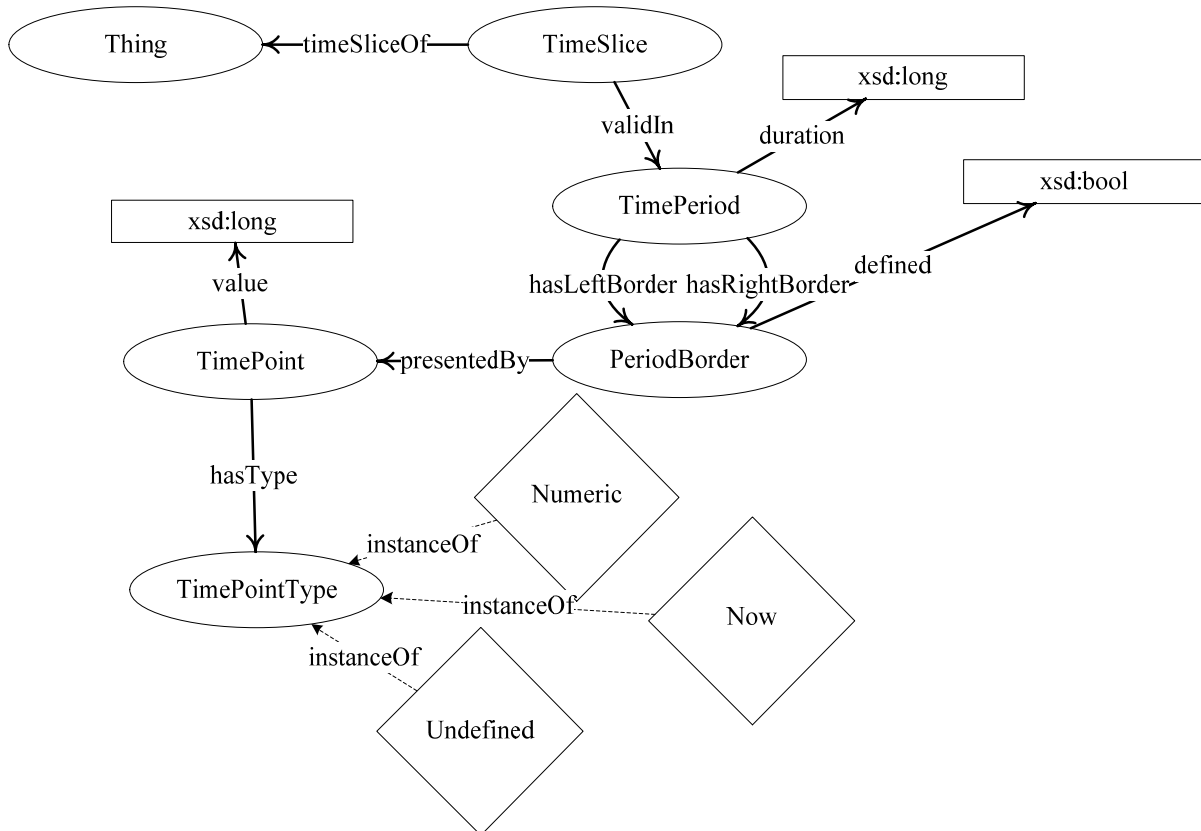 Thing
timeSliceOf
TimeSlice
xsd:long
validIn
duration
xsd:bool
TimePeriod
xsd:long
defined
value
hasLeftBorder
hasRightBorder
TimePoint
presentedBy
PeriodBorder
hasType
Numeric
instanceOf
TimePointType
instanceOf
Now
instanceOf
Undefined